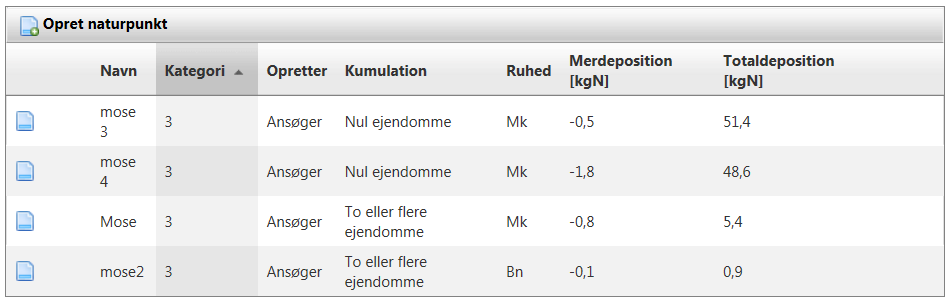 Opret naturpunkt
Navn Kategori Opretter Kumulation Ruhed Merdeposition [kgN] Totaldeposition [kgN]
mose 3 3 Ansøger Nul ejendomme Mk -0,5 51,4
mose 4 3 Ansøger Nul ejendomme Mk -1,8 48,6
Mose 3 Ansøger To eller flere ejendomme Mk -0,8 5,4
mose2 3 Ansøger To eller flere ejendomme Bn -0,1 0,9